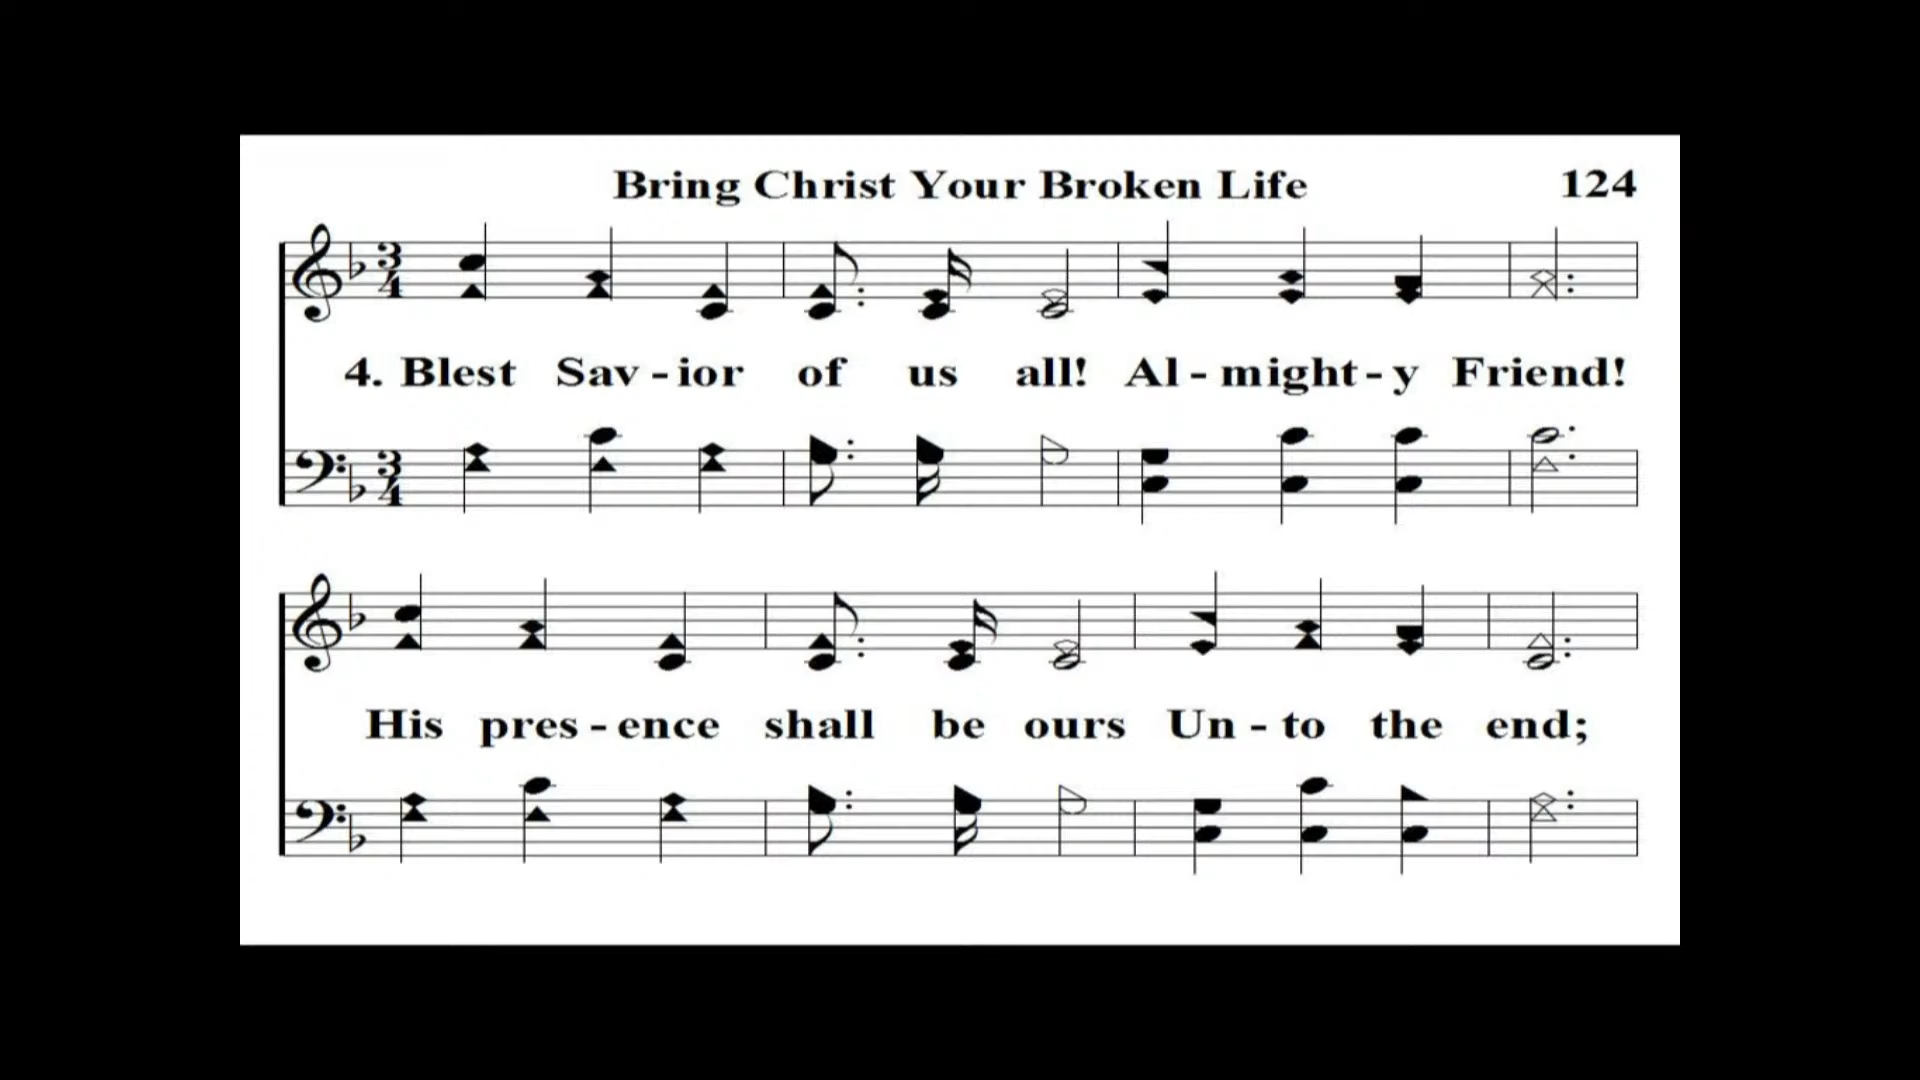 Bring Christ Your Broken Life 124
4. Blest Sav - ior of us all! Al - might - y Friend!
His pres - ence shall be ours Un - to the end;